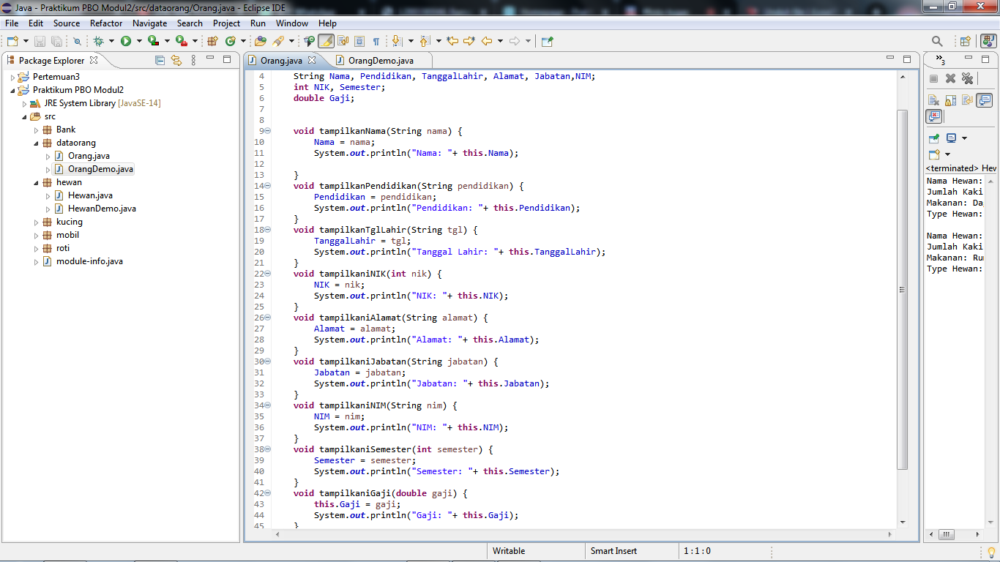 Java - Praktikum PBO Modul2/src/dataorang/Orang.java - Eclipse IDE
File Edit Source Refactor Navigate Search Project Run Window Help
Package Explorer
Pertemuan3
Praktikum PBO Modul2
JRE System Library [JavaSE-14]
src
Bank
dataorang
Orang.java
OrangDemo.java
hewan
Hewan.java
HewanDemo.java
kucing
mobil
roti
module-info.java
Orang.java OrangDemo.java
4 String Nama, Pendidikan, TanggalLahir, Alamat, Jabatan,NIM;
5 int NIK, Semester;
6 double Gaji;
7
8
9 void tampilkanNama(String nama) {
10 Nama = nama;
11 System.out.println("Nama: "+ this.Nama);
12
13 }
14 void tampilkanPendidikan(String pendidikan) {
15 Pendidikan = pendidikan;
16 System.out.println("Pendidikan: "+ this.Pendidikan);
17 }
18 void tampilkanTglLahir(String tgl) {
19 TanggalLahir = tgl;
20 System.out.println("Tanggal Lahir: "+ this.TanggalLahir);
21 }
22 void tampilkaniNIK(int nik) {
23 NIK = nik;
24 System.out.println("NIK: "+ this.NIK);
25 }
26 void tampilkaniAlamat(String alamat) {
27 Alamat = alamat;
28 System.out.println("Alamat: "+ this.Alamat);
29 }
30 void tampilkaniJabatan(String jabatan) {
31 Jabatan = jabatan;
32 System.out.println("Jabatan: "+ this.Jabatan);
33 }
34 void tampilkaniNIM(String nim) {
35 NIM = nim;
36 System.out.println("NIM: "+ this.NIM);
37 }
38 void tampilkaniSemester(int semester) {
39 Semester = semester;
40 System.out.println("Semester: "+ this.Semester);
41 }
42 void tampilkaniGaji(double gaji) {
43 this.Gaji = gaji;
44 System.out.println("Gaji: "+ this.Gaji);
45 }
3
<terminated> Hew
Nama Hewan:
Jumlah Kaki
Makanan: Da
Type Hewan:
Nama Hewan:
Jumlah Kaki
Makanan: Ru
Type Hewan:
Writable Smart Insert 1 : 1 : 0